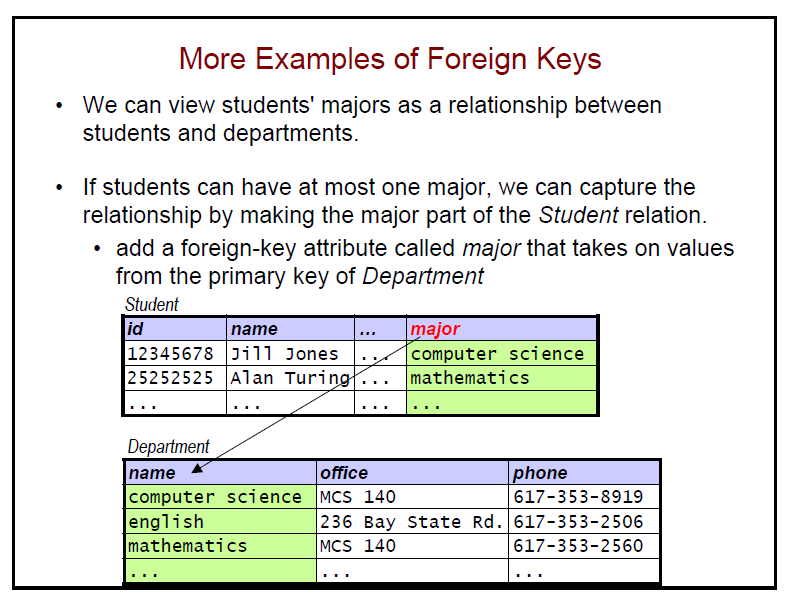 More Examples of Foreign Keys
• We can view students' majors as a relationship between
students and departments.
• If students can have at most one major, we can capture the
relationship by making the major part of the Student relation.
• add a foreign-key attribute called major that takes on values
from the primary key of Department
Student
id name ... major
12345678 Jill Jones ... computer science
25252525 Alan Turing ... mathematics
... ... ... ...
Department
name office phone
computer science MCS 140 617-353-8919
english 236 Bay State Rd. 617-353-2506
mathematics MCS 140 617-353-2560
... ... ...